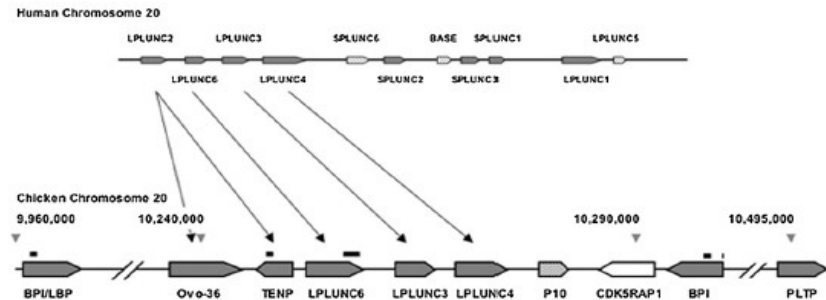 Human Chromosome 20
LPLUNC2 LPLUNC3 SPLUNC6 BASE SPLUNC1 LPLUNC5
LPLUNC6 LPLUNC4 SPLUNC2 SPLUNC3 LPLUNC1
Chicken Chromosome 20
9,960,000 10,240,000 10,290,000 10,495,000
BPI/LBP Ovo-36 TENP LPLUNC6 LPLUNC3 LPLUNC4 P10 CDK5RAP1 BPI PLTP